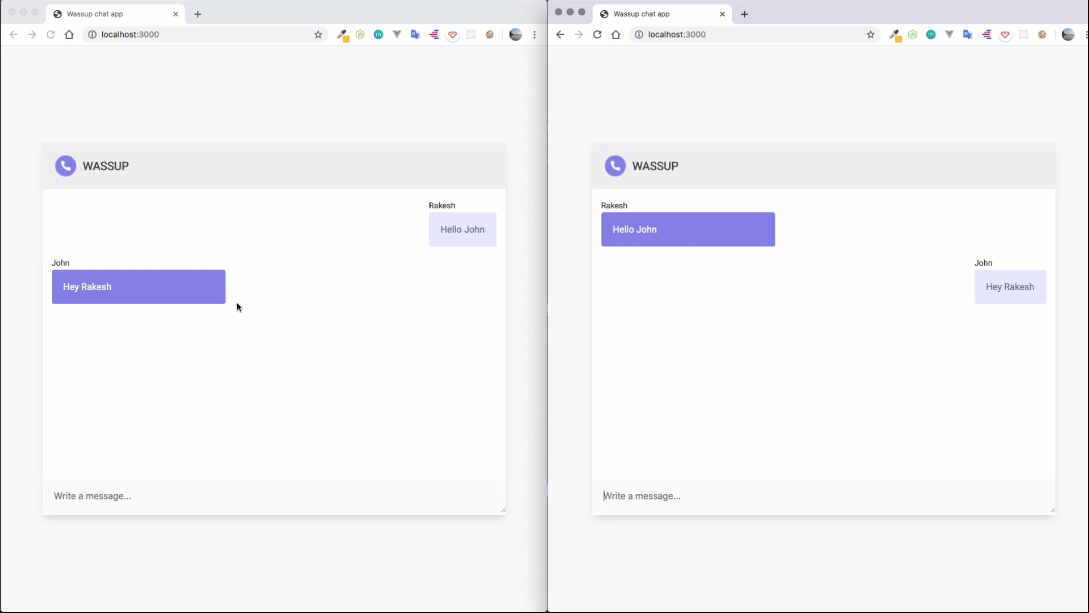 Wassup chat app
localhost:3000
WASSUP
Rakesh
Hello John
John
Hey Rakesh
Write a message...
Wassup chat app
localhost:3000
WASSUP
Rakesh
Hello John
John
Hey Rakesh
Write a message...